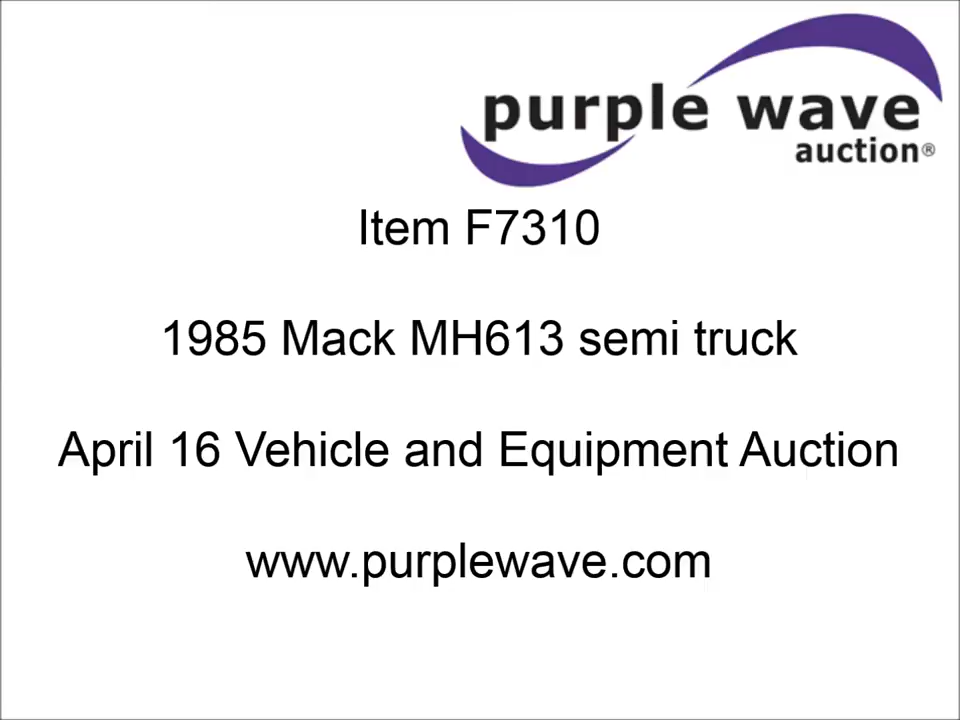 purple wave
auction®
Item F7310
1985 Mack MH613 semi truck
April 16 Vehicle and Equipment Auction
www.purplewave.com